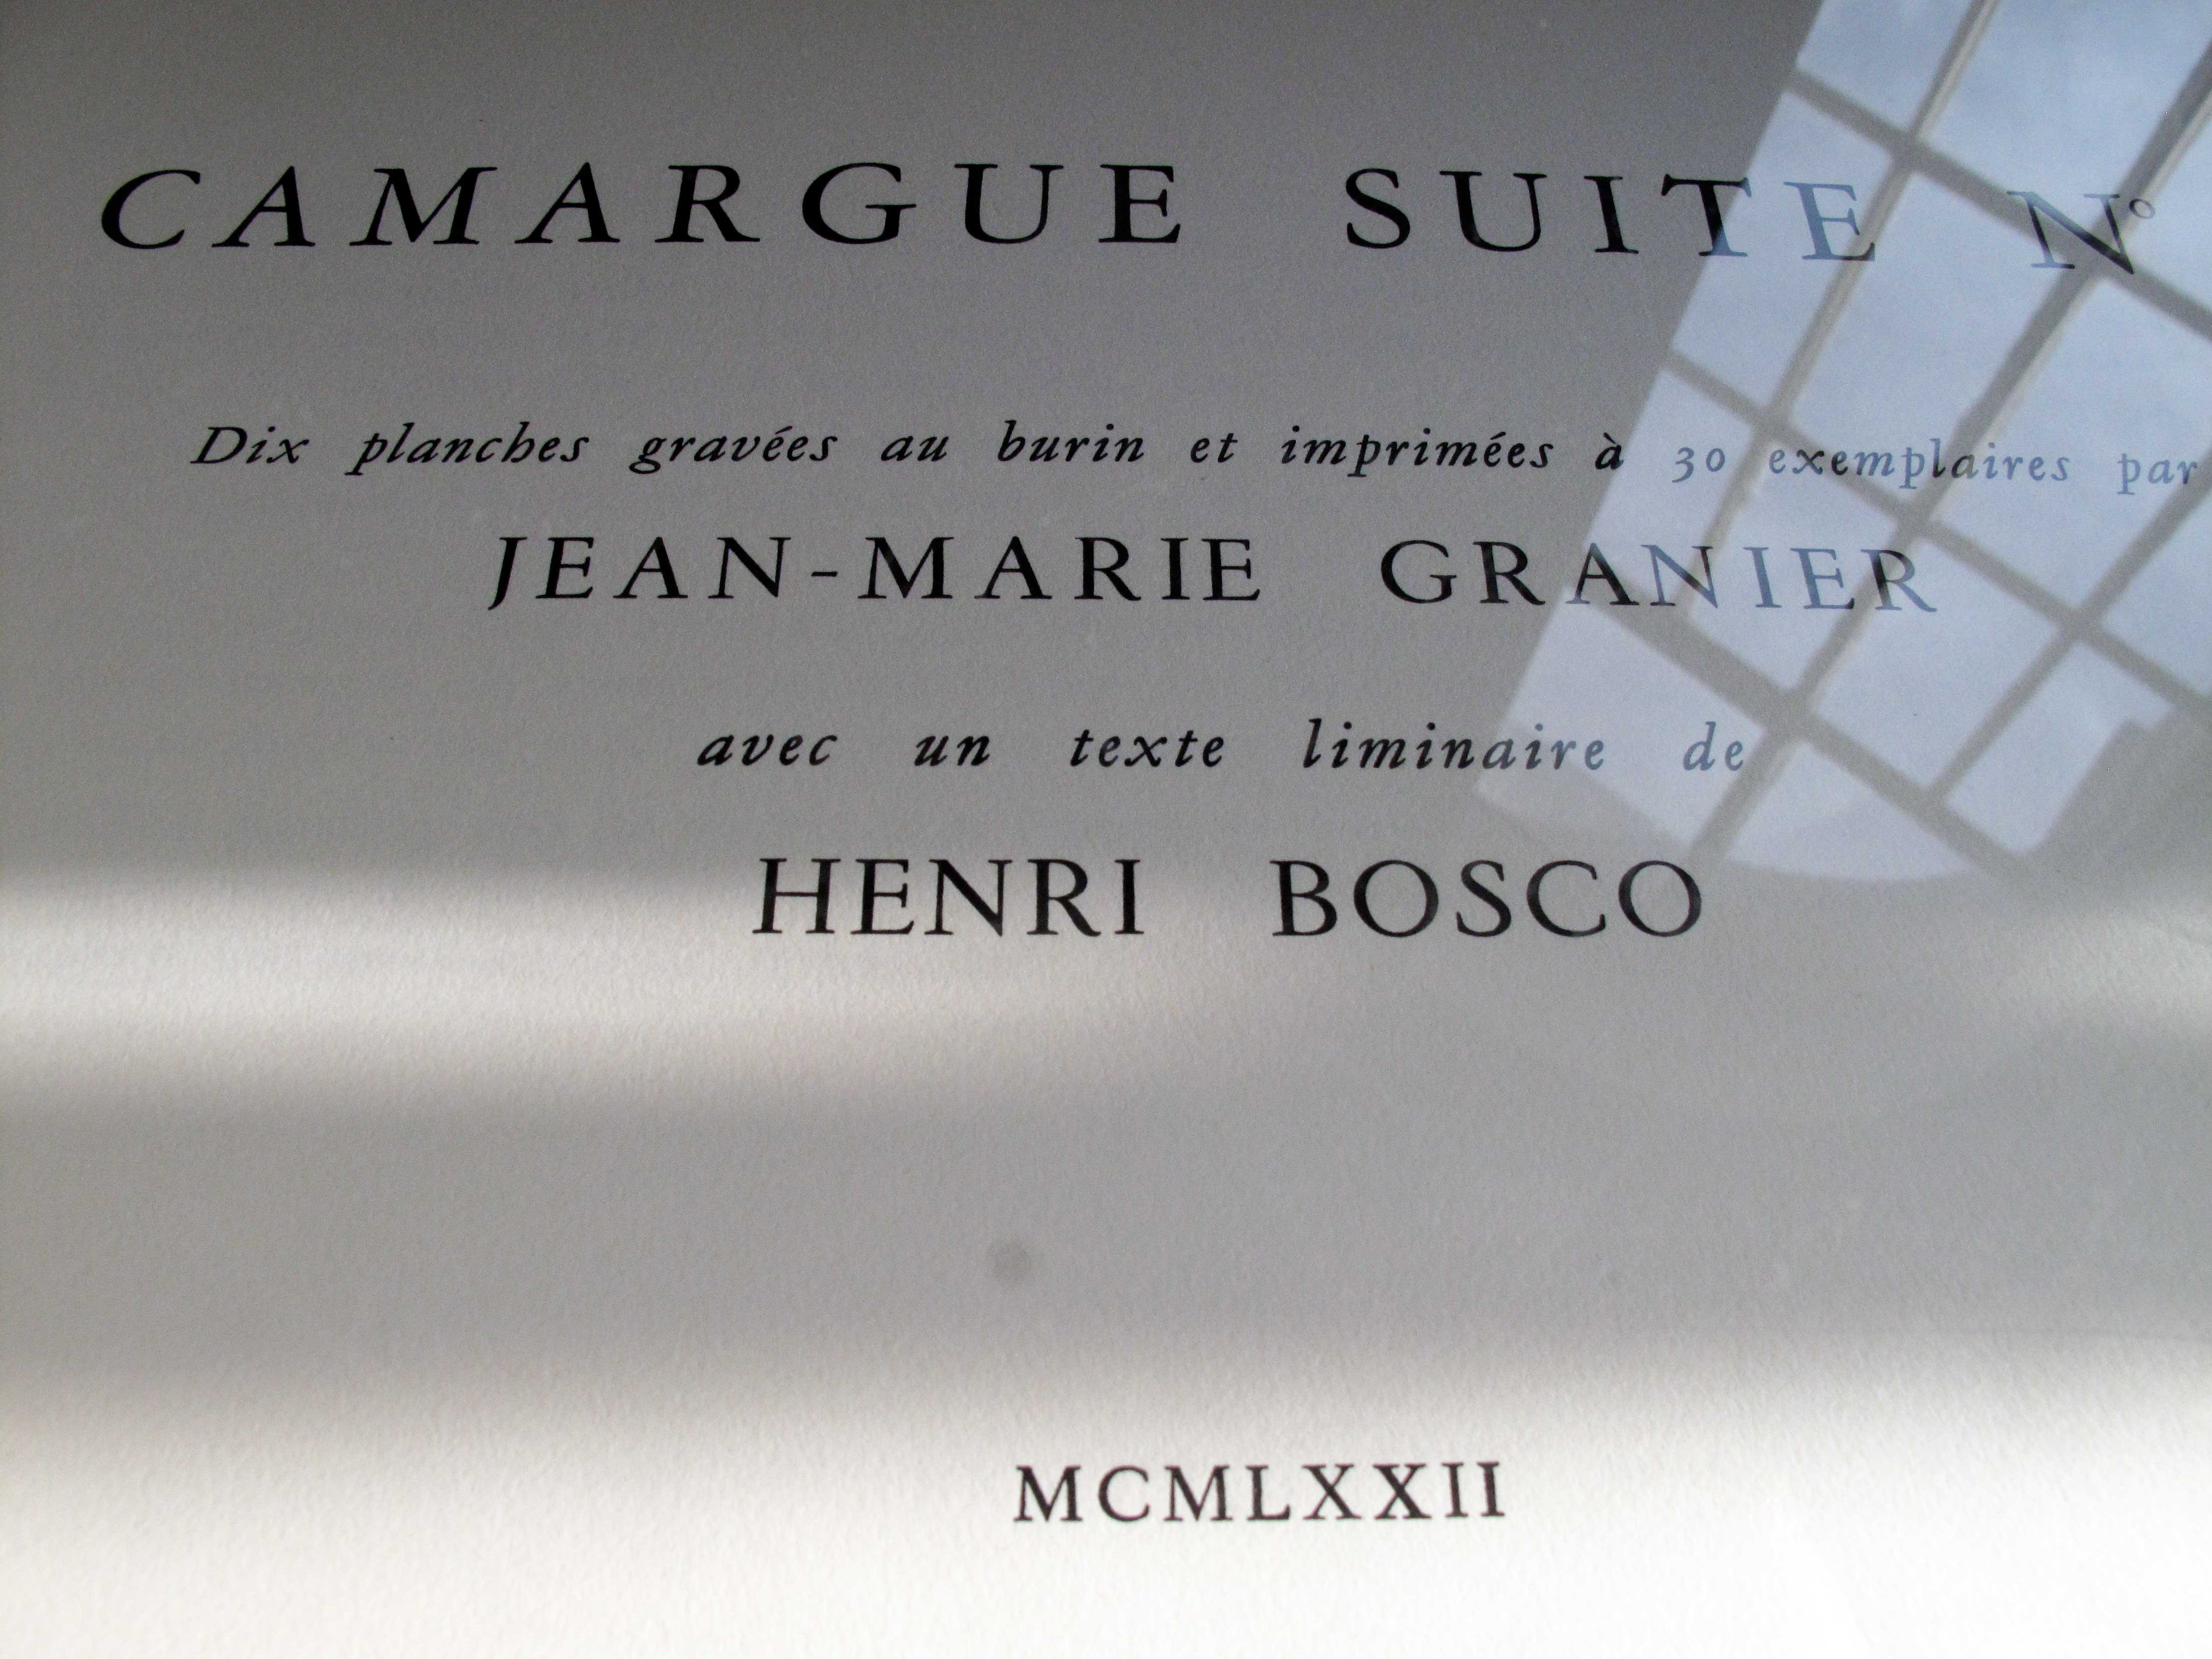 CAMARGUE SUITE N°
Dix planches gravées au burin et imprimées à 30 exemplaires par
JEAN-MARIE GRANIER
avec un texte liminaire de
HENRI BOSCO
MCMLXXII